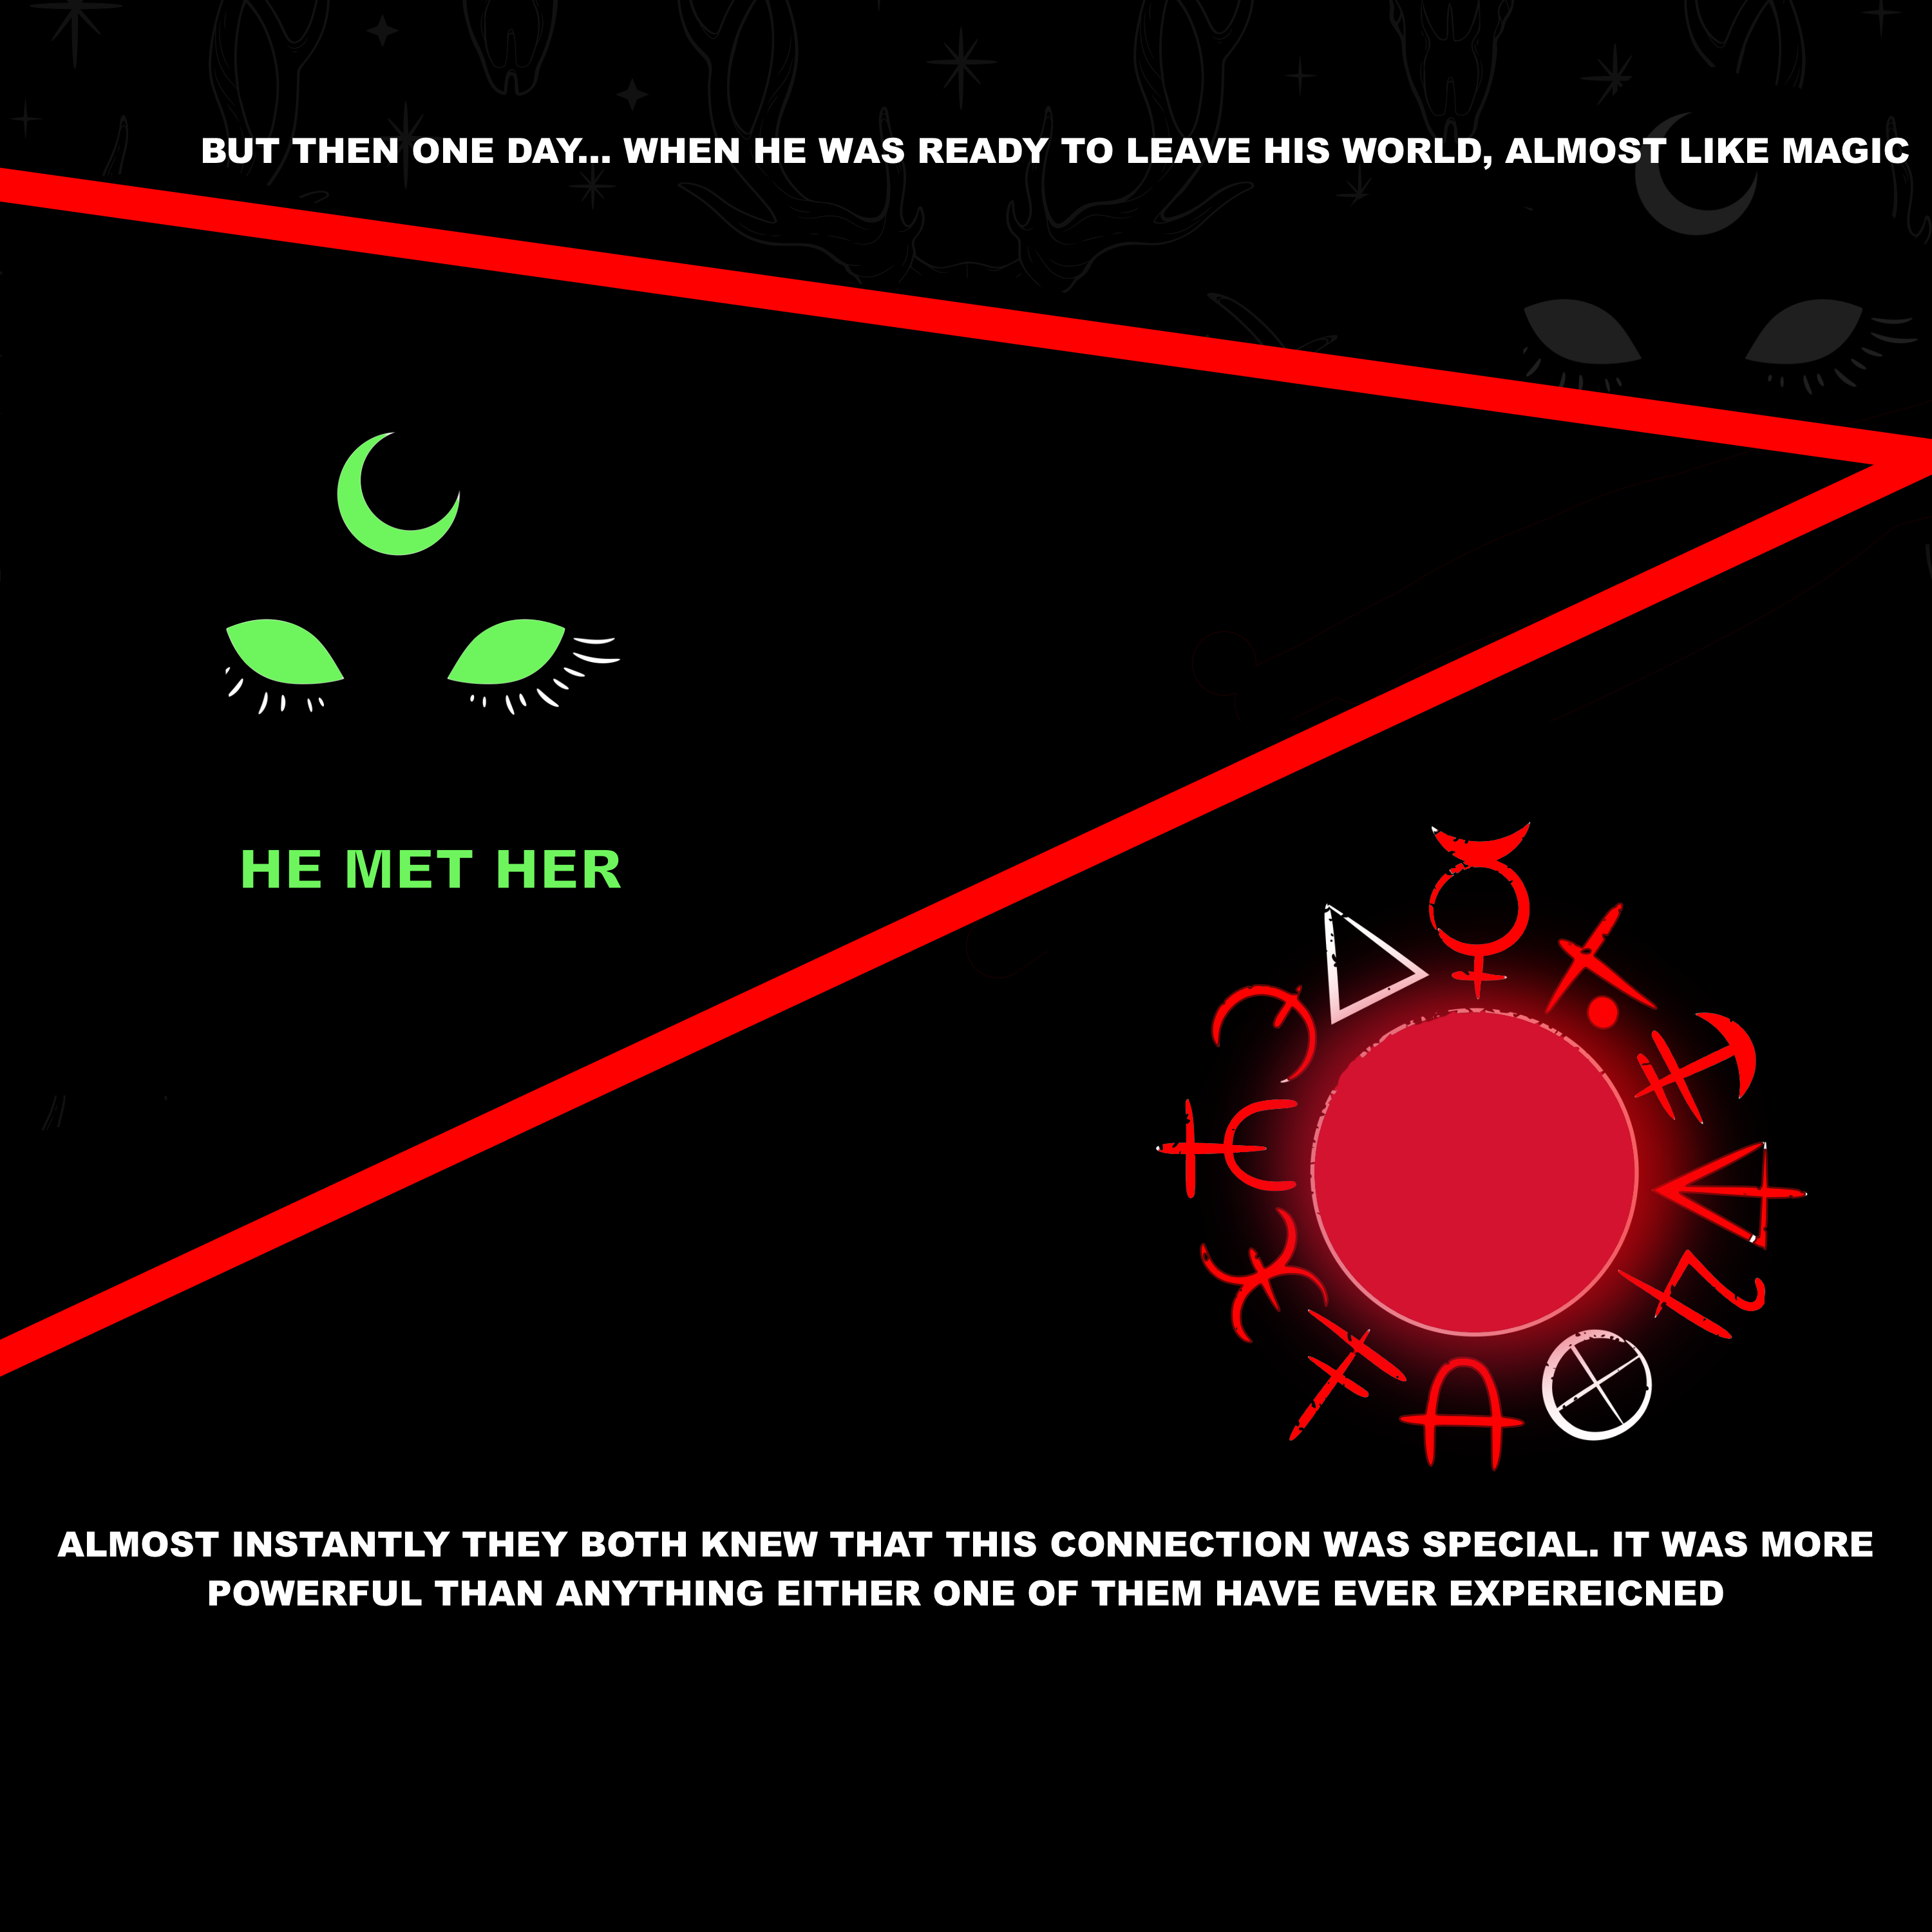 BUT THEN ONE DAY... WHEN HE WAS READY TO LEAVE HIS WORLD, ALMOST LIKE MAGIC
HE MET HER
ALMOST INSTANTLY THEY BOTH KNEW THAT THIS CONNECTION WAS SPECIAL. IT WAS MORE
POWERFUL THAN ANYTHING EITHER ONE OF THEM HAVE EVER EXPEREICNED